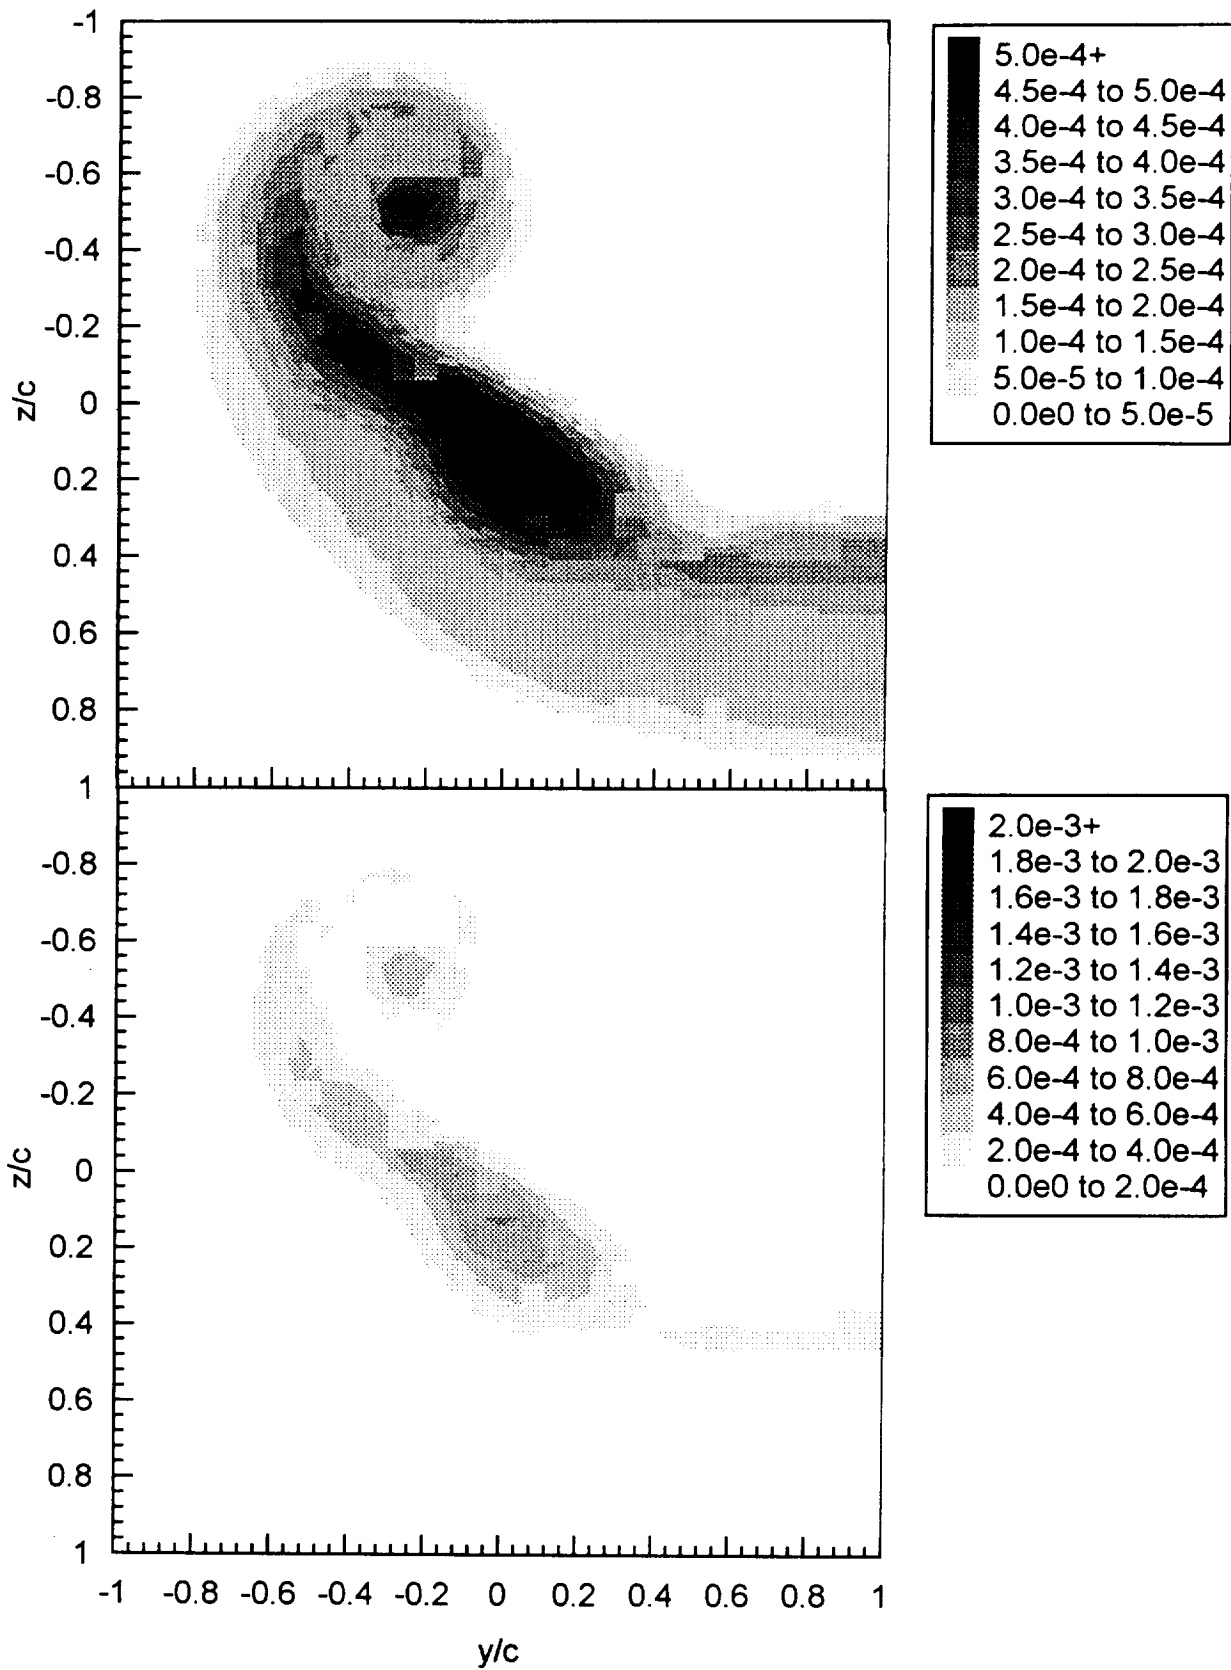 -1
-0.8
-0.6
-0.4
-0.2
0
0.2
0.4
0.6
0.8
1
z/c
5.0e-4+
4.5e-4 to 5.0e-4
4.0e-4 to 4.5e-4
3.5e-4 to 4.0e-4
3.0e-4 to 3.5e-4
2.5e-4 to 3.0e-4
2.0e-4 to 2.5e-4
1.5e-4 to 2.0e-4
1.0e-4 to 1.5e-4
5.0e-5 to 1.0e-4
0.0e0 to 5.0e-5
-0.8
-0.6
-0.4
-0.2
0
0.2
0.4
0.6
0.8
1
z/c
2.0e-3+
1.8e-3 to 2.0e-3
1.6e-3 to 1.8e-3
1.4e-3 to 1.6e-3
1.2e-3 to 1.4e-3
1.0e-3 to 1.2e-3
8.0e-4 to 1.0e-3
6.0e-4 to 8.0e-4
4.0e-4 to 6.0e-4
2.0e-4 to 4.0e-4
0.0e0 to 2.0e-4
-1 -0.8 -0.6 -0.4 -0.2 0 0.2 0.4 0.6 0.8 1
y/c